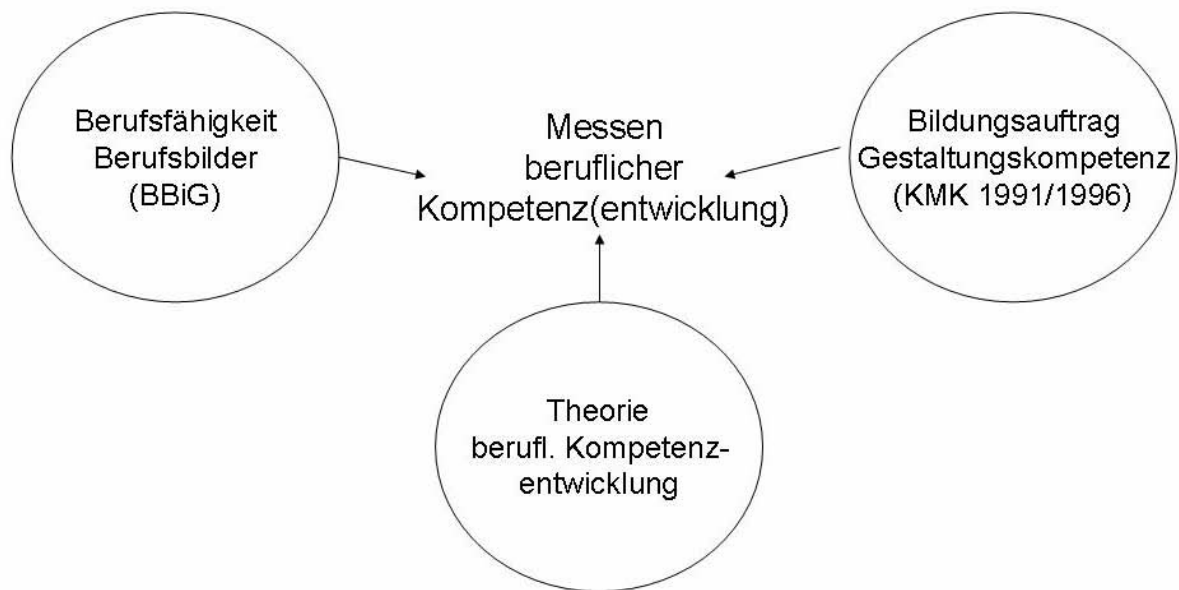 Berufsfähigkeit
Berufsbilder
(BBiG)
Messen
beruflicher
Kompetenz(entwicklung)
Bildungsauftrag
Gestaltungskompetenz
(KMK 1991/1996)
Theorie
berufl. Kompetenz-
entwicklung